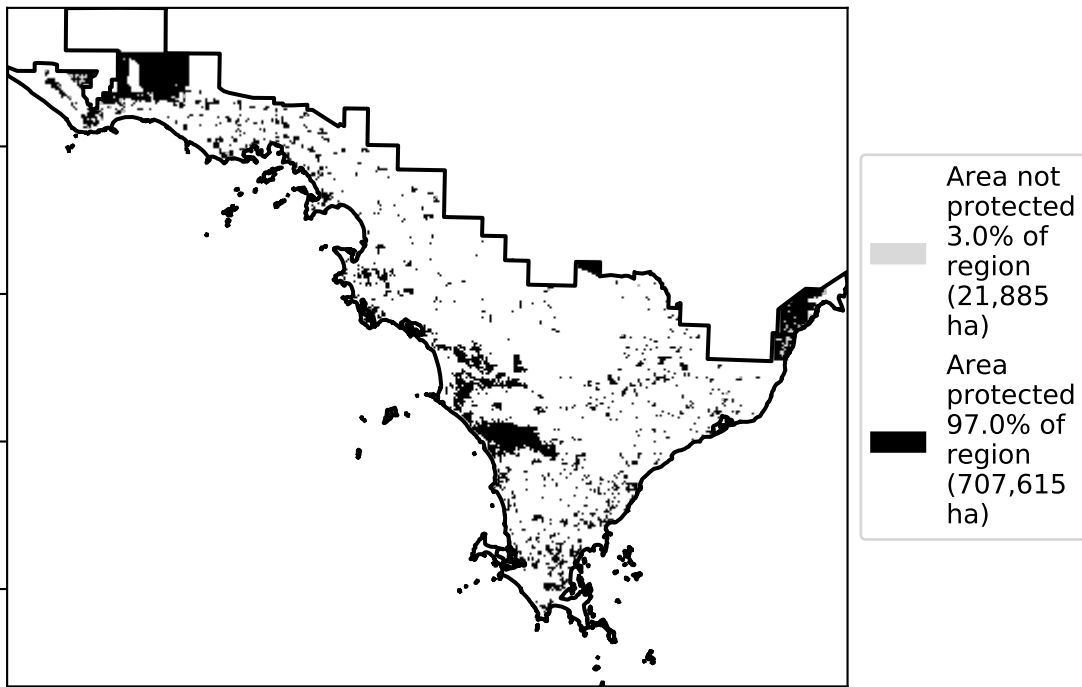 Area not
protected
3.0% of
region
(21,885
ha)
Area
protected
97.0% of
region
(707,615
ha)